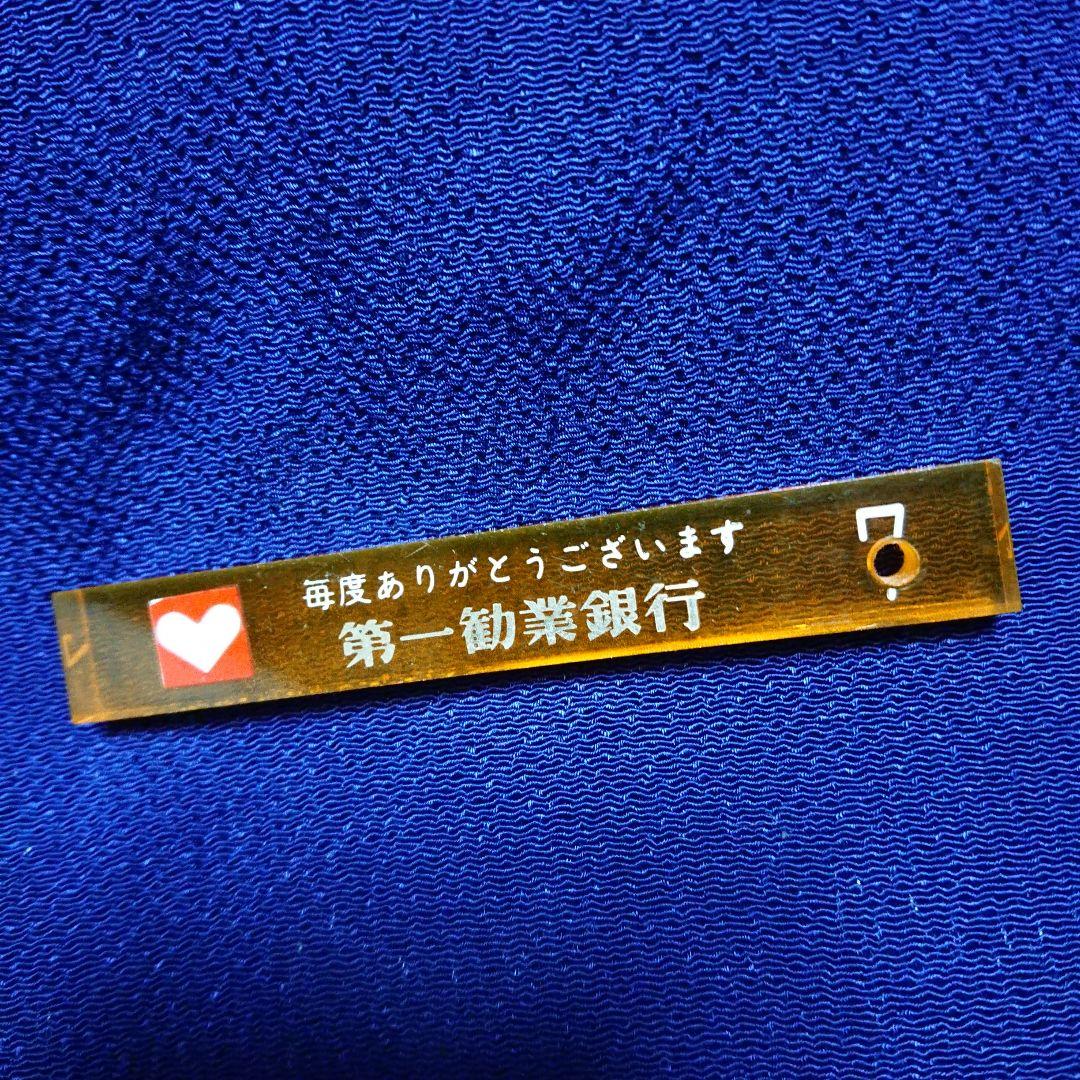 毎度ありがとうございます
第一勧業銀行